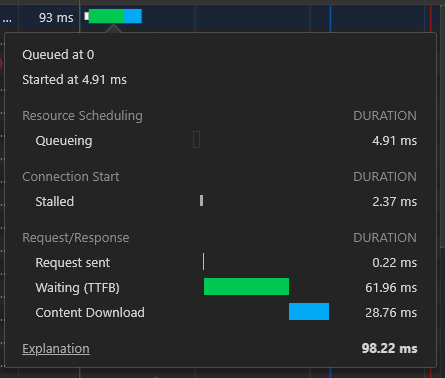 ... 93 ms
Queued at 0
Started at 4.91 ms
Resource Scheduling DURATION
Queueing 4.91 ms
Connection Start DURATION
Stalled 2.37 ms
Request/Response DURATION
Request sent 0.22 ms
Waiting (TTFB) 61.96 ms
Content Download 28.76 ms
Explanation 98.22 ms